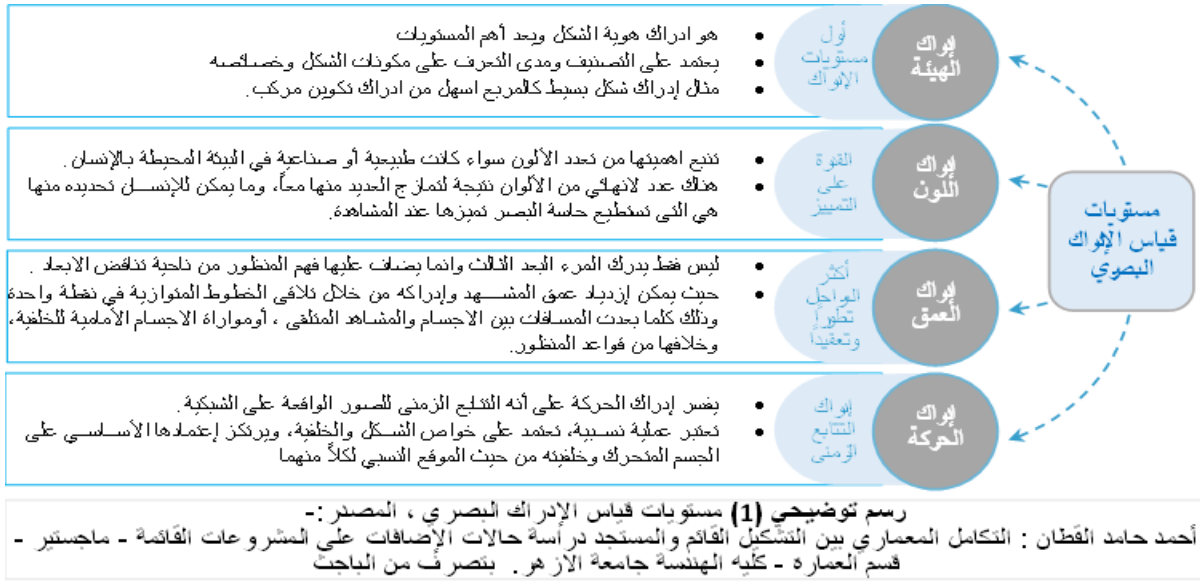 مستويات
قياس الإدراك
البصري
إدراك
الهيئة
أول
مستويات
الإدراك
هو ادراك هوية الشكل ويعد أهم المستويات
يعتمد على التصنيف ومدى التعرف على مكونات الشكل وخصائصه
مثال إدراك شكل بسيط كالمربع اسهل من ادراك تكوين مركب.
إدراك
اللون
القوة
على
التمييز
تنبع اهميتها من تعدد الألوان سواء كانت طبيعية أو صناعية في البيئة المحيطة بالإنسان.
هناك عدد لانهائي من الألوان نتيجة لتمازج العديد منها معاً، وما يمكن للإنسان تحديده منها
هي التى تستطيع حاسة البصر تميزها عند المشاهدة.
إدراك
العمق
أكثر
المراحل
تطوراً
وتعقيداً
ليس فقط يدرك المرء البعد الثالث وانما يضاف عليها فهم المنظور من ناحية تناقض الابعاد .
حيث يمكن إزدياد عمق المشهد وإدراكه من خلال تلاقى الخطوط المتوازية في نقطة واحدة
وذلك كلما بعدت المسافات بين الاجسام والمشاهد المتلقى ، أومواراة الاجسام الأمامية للخلفية،
وخلافها من قواعد المنظور.
إدراك
الحركة
إدراك
التتابع
الزمنى
يفسر إدراك الحركة على أنه التتابع الزمنى للصور الواقعة على الشبكية.
تعتبر عملية نسبية، تعتمد على خواص الشكل والخلفية، ويرتكز إعتمادها الأساسي على
الجسم المتحرك وخلفيته من حيث الموقع النسبي لكلاً منهما
رسم توضيحي (1) مستويات قياس الإدراك البصري ، المصدر :-
أحمد حامد القطان : التكامل المعماري بين التشكيل القائم والمستجد دراسة حالات الإضافات على المشروعات القائمة - ماجستير -
قسم العمارة - كليه الهندسة جامعة الازهر . بتصرف من الباحث